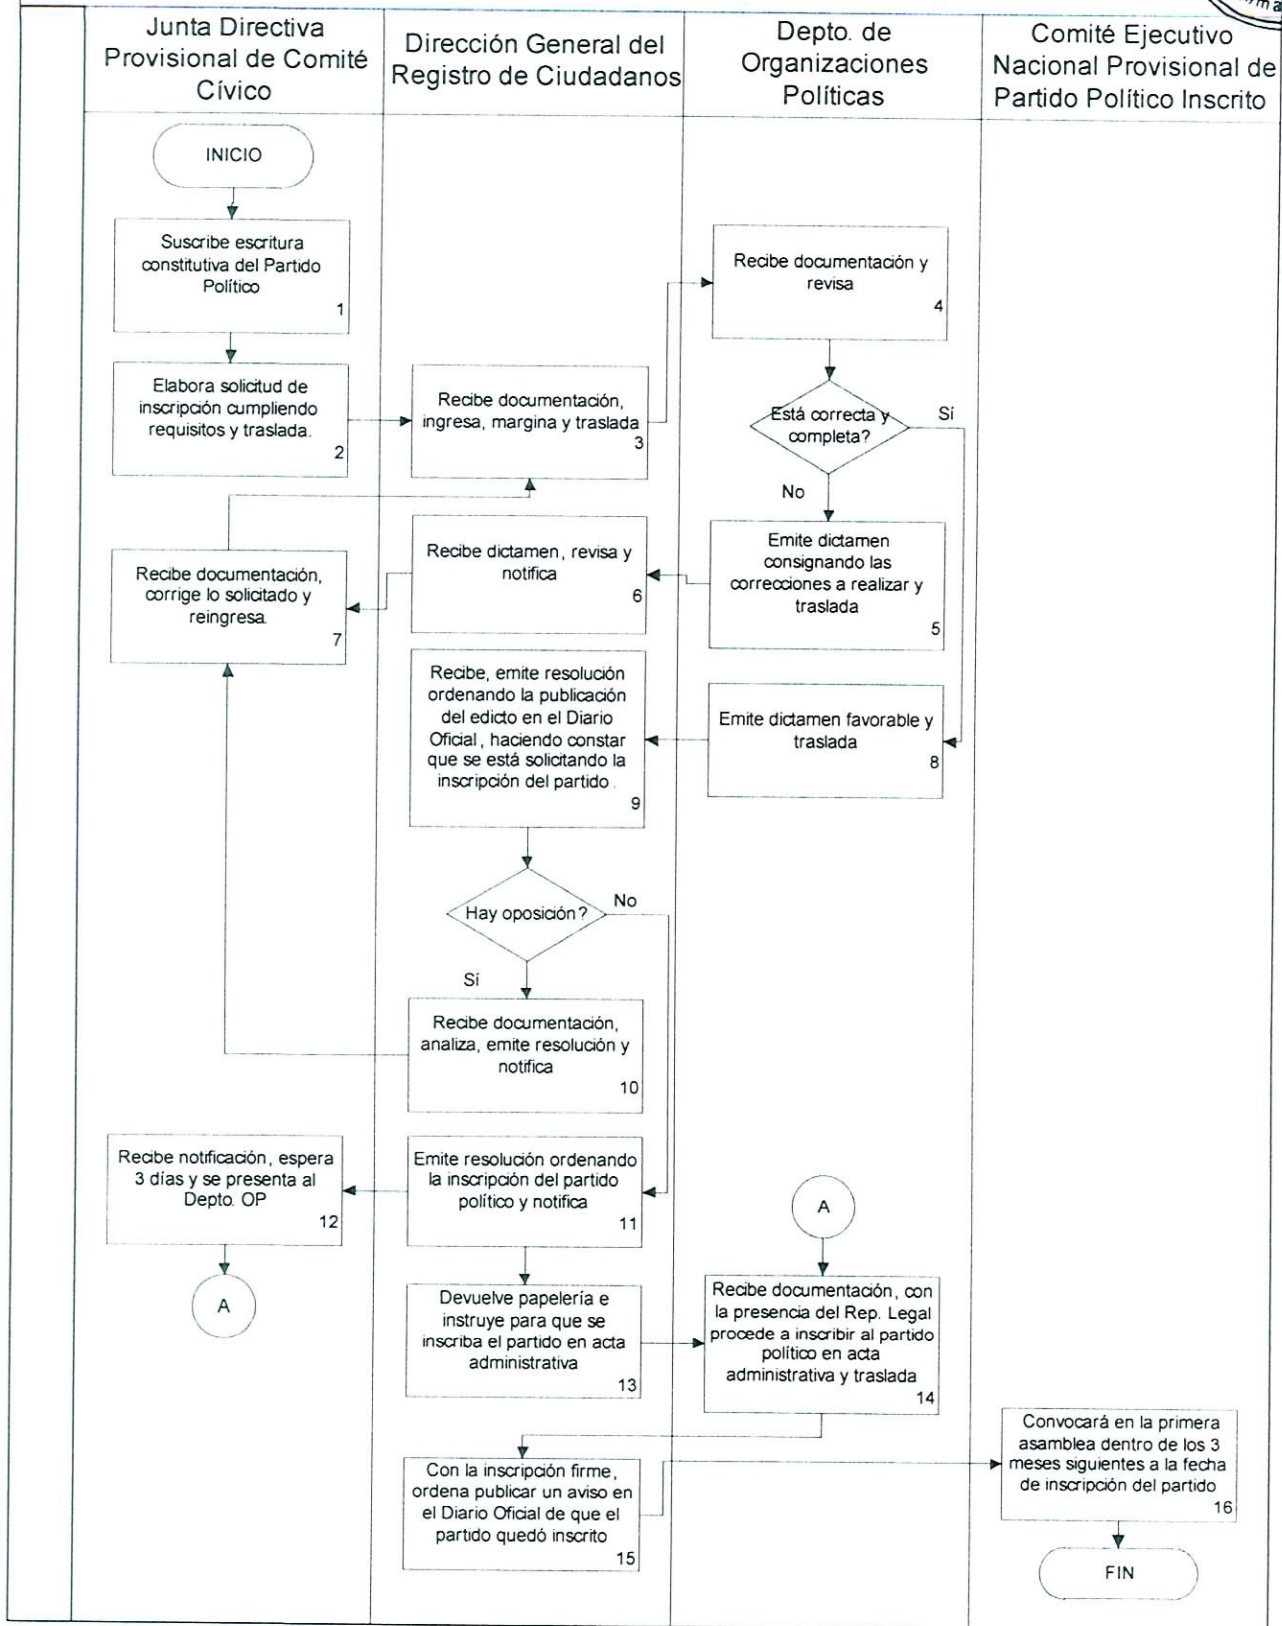 Junta Directiva
Provisional de Comité
Cívico
Dirección General del
Registro de Ciudadanos
Depto. de
Organizaciones
Políticas
Comité Ejecutivo
Nacional Provisional de
Partido Político Inscrito
INICIO
Suscribe escritura
constitutiva del Partido
Político
1
Elabora solicitud de
inscripción cumpliendo
requisitos y traslada.
2
Recibe documentación,
ingresa, margina y traslada
3
Recibe documentación y
revisa
4
Está correcta y
completa?
Sí
No
Emite dictamen
consignando las
correcciones a realizar y
traslada
5
Recibe dictamen, revisa y
notifica
6
Recibe documentación,
corrige lo solicitado y
reingresa.
7
Emite dictamen favorable y
traslada
8
Recibe, emite resolución
ordenando la publicación
del edicto en el Diario
Oficial, haciendo constar
que se está solicitando la
inscripción del partido.
9
Hay oposición?
No
Sí
Recibe documentación,
analiza, emite resolución y
notifica
10
Emite resolución ordenando
la inscripción del partido
político y notifica
11
Recibe notificación, espera
3 días y se presenta al
Depto. OP
12
A
A
Devuelve papelería e
instruye para que se
inscriba el partido en acta
administrativa
13
Recibe documentación, con
la presencia del Rep. Legal
procede a inscribir al partido
político en acta
administrativa y traslada
14
Con la inscripción firme,
ordena publicar un aviso en
el Diario Oficial de que el
partido quedó inscrito
15
Convocará en la primera
asamblea dentro de los 3
meses siguientes a la fecha
de inscripción del partido
16
FIN